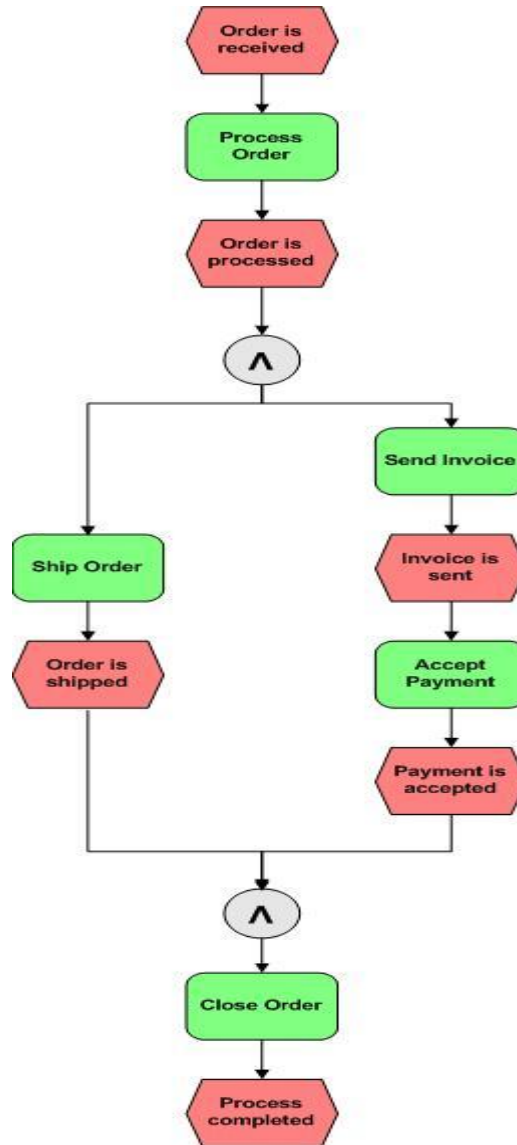 Order is
received
Process
Order
Order is
processed
Λ
Send Invoice
Ship Order
Invoice is
sent
Order is
shipped
Accept
Payment
Payment is
accepted
Λ
Close Order
Process
completed